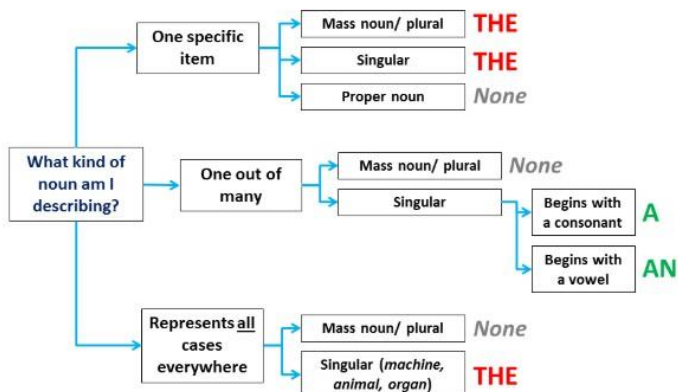 One specific
item
Mass noun/ plural
THE
Singular
THE
Proper noun
None
What kind of
noun am I
describing?
One out of
many
Mass noun/ plural
None
Singular
Begins with
a consonant
A
Begins with
a vowel
AN
Represents all
cases
everywhere
Mass noun/ plural
None
Singular (machine,
animal, organ)
THE